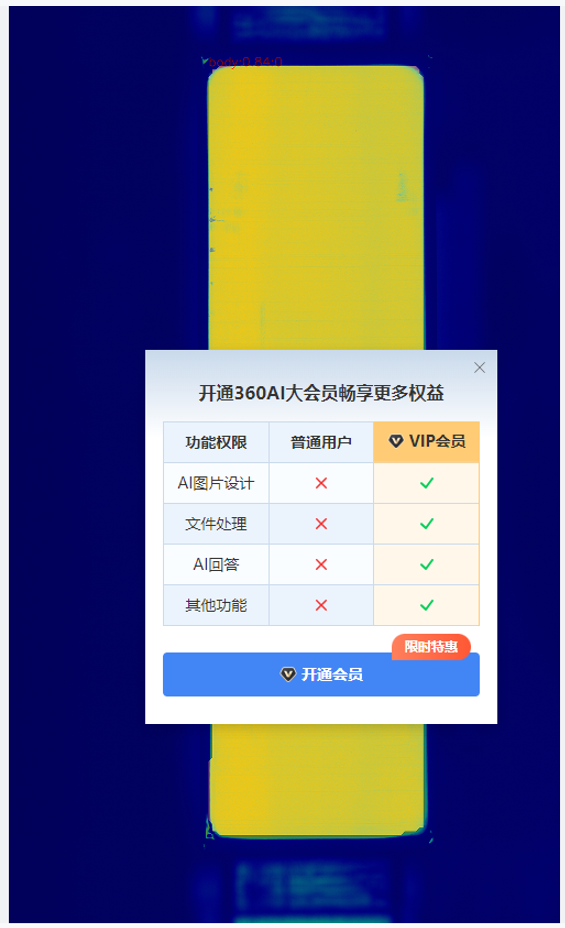 body:0.84:0
开通360AI大会员畅享更多权益
功能权限 普通用户 VIP会员
AI图片设计
文件处理
AI回答
其他功能
限时特惠
开通会员